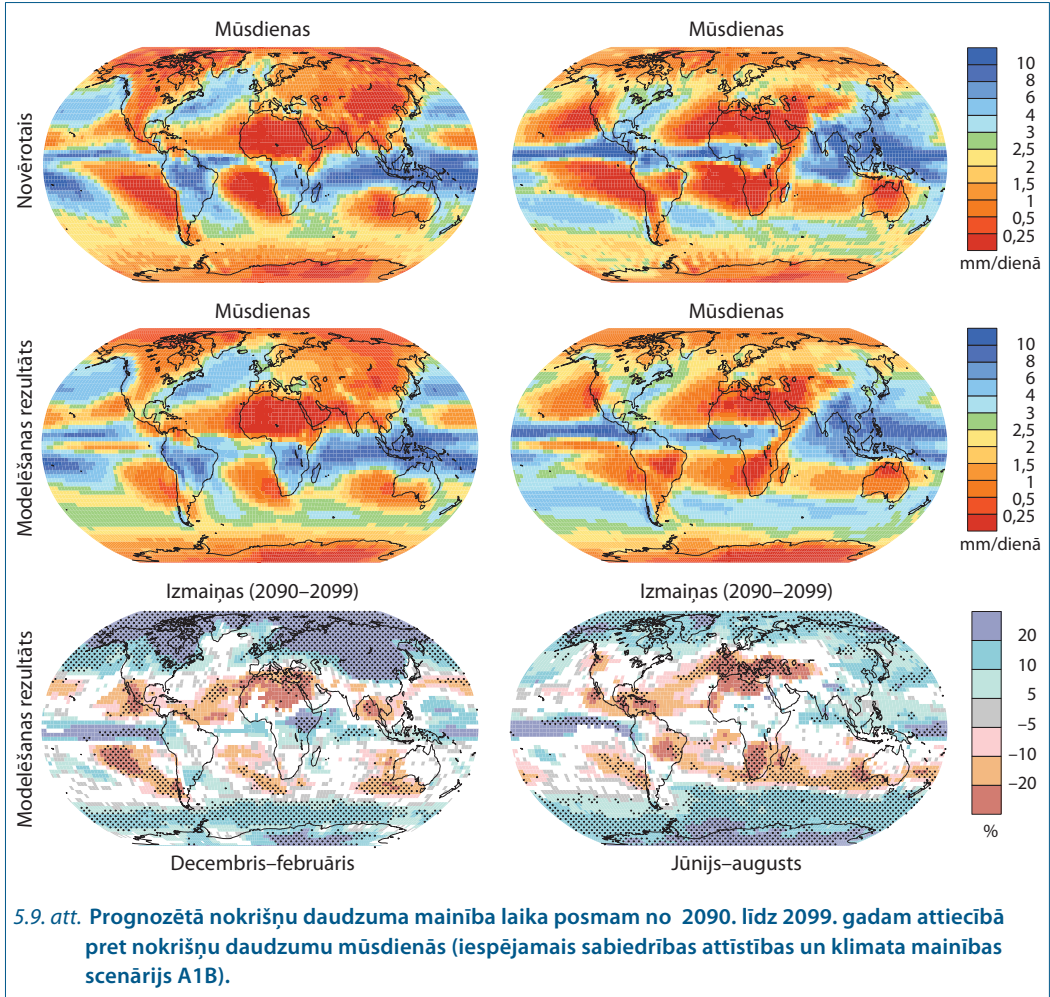 Mūsdienas
Mūsdienas
Novērotais
10
8
6
4
3
2,5
2
1,5
1
0,5
0,25
mm/dienā
Mūsdienas
Mūsdienas
Modelēšanas rezultāts
10
8
6
4
3
2,5
2
1,5
1
0,5
0,25
mm/dienā
Izmaiņas (2090–2099)
Izmaiņas (2090–2099)
Modelēšanas rezultāts
20
10
5
–5
–10
–20
%
Decembris–februāris
Jūnijs–augusts
5.9. att. Prognozētā nokrišņu daudzuma mainība laika posmam no 2090. līdz 2099. gadam attiecībā
pret nokrišņu daudzumu mūsdienās (iespējamais sabiedrības attīstības un klimata mainības
scenārijs A1B).